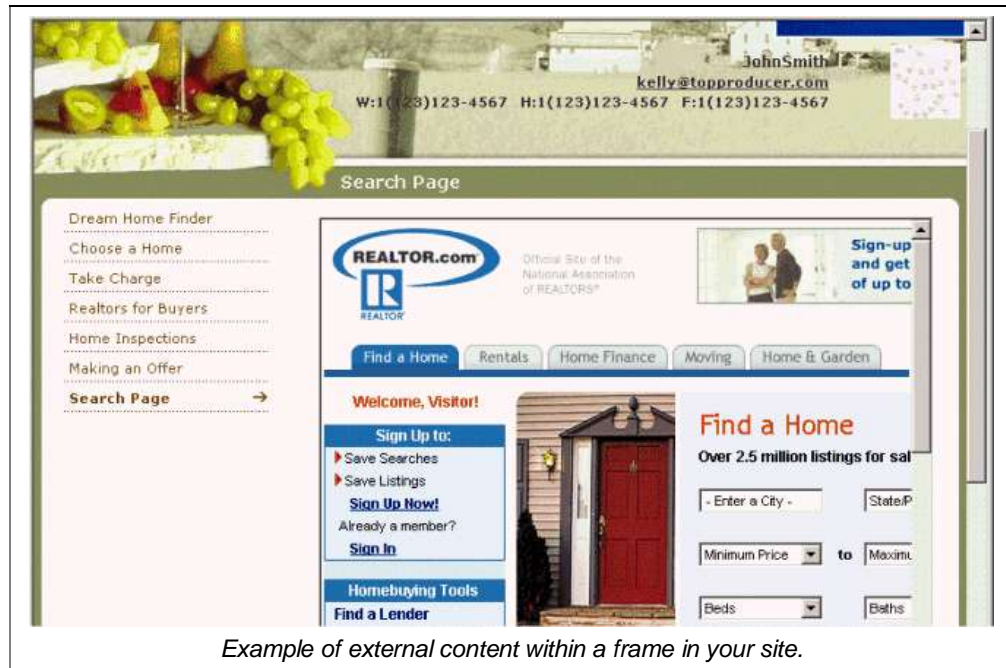 JohnSmith
kelly@topproducer.com
W:1(123)123-4567 H:1(123)123-4567 F:1(123)123-4567
Search Page
Dream Home Finder
Choose a Home
Take Charge
Realtors for Buyers
Home Inspections
Making an Offer
Search Page →
REALTOR.com
REALTOR
Official Site of the
National Association
of REALTORS®
Sign-up
and get
of up to
Find a Home Rentals Home Finance Moving Home & Garden
Welcome, Visitor!
Sign Up to:
Save Searches
Save Listings
Sign Up Now!
Already a member?
Sign In
Homebuying Tools
Find a Lender
Find a Home
Over 2.5 million listings for sal
- Enter a City - State/P
Minimum Price to Maximu
Beds Baths
Example of external content within a frame in your site.